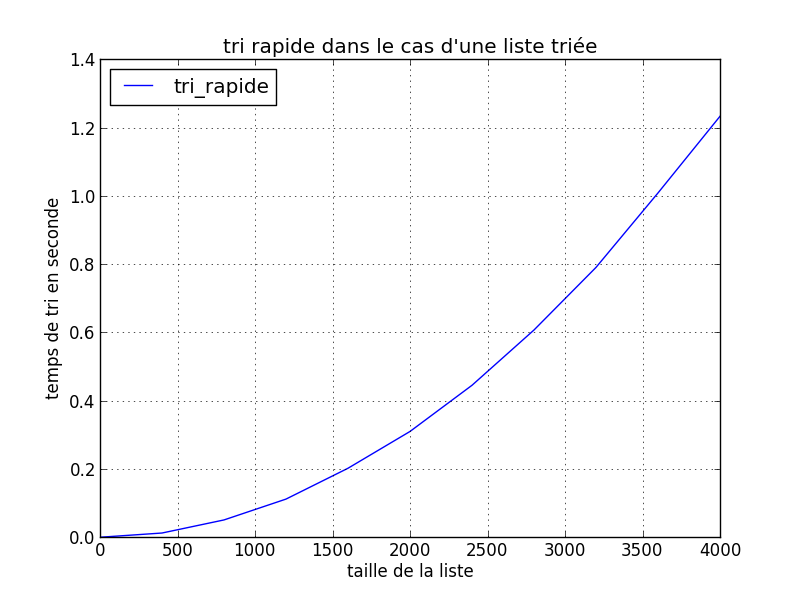 tri rapide dans le cas d'une liste triée
tri_rapide
1.4
1.2
1.0
0.8
0.6
0.4
0.2
0.0
temps de tri en seconde
0 500 1000 1500 2000 2500 3000 3500 4000
taille de la liste